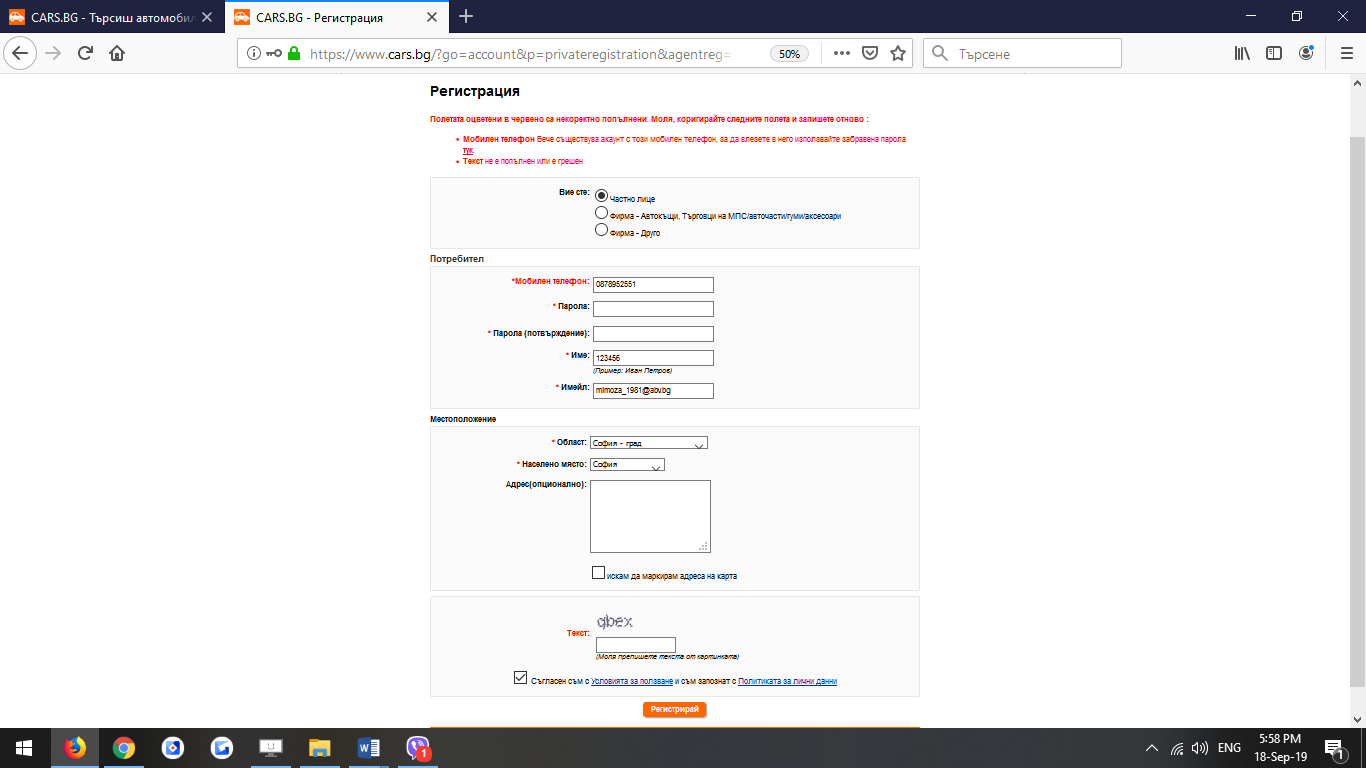 CARS.BG - Търсиш автомобил
CARS.BG - Регистрация
https://www.cars.bg/?go=account&p=privateregistration&agentreg=
50%
Търсене
Регистрация
Полетата оцветени в червено са некоректно попълнени. Моля, коригирайте следните полета и запишете отново :
• Мобилен телефон Вече съществува акаунт с този мобилен телефон, за да влезете в него използвайте забравена парола
тук.
• Текст не е попълнен или е грешен
Вие сте:
Частно лице
Фирма - Автокъщи, Търговци на МПС/авточасти/гуми/аксесоари
Фирма - Друго
Потребител
*Мобилен телефон: 0878952551
* Парола:
* Парола (потвърждение):
* Име: 123456
(Пример: Иван Петров)
* Имейл: mimoza_1981@abv.bg
Местоположение
* Област: София - град
* Населено място: София
Адрес(опционално):
искам да маркирам адреса на карта
qbex
Текст:
(Моля препишете текста от картинката)
Съгласен съм с Условията за ползване и съм запознат с Политиката за лични данни
Регистрирай
1
ENG
5:58 PM
18-Sep-19
1